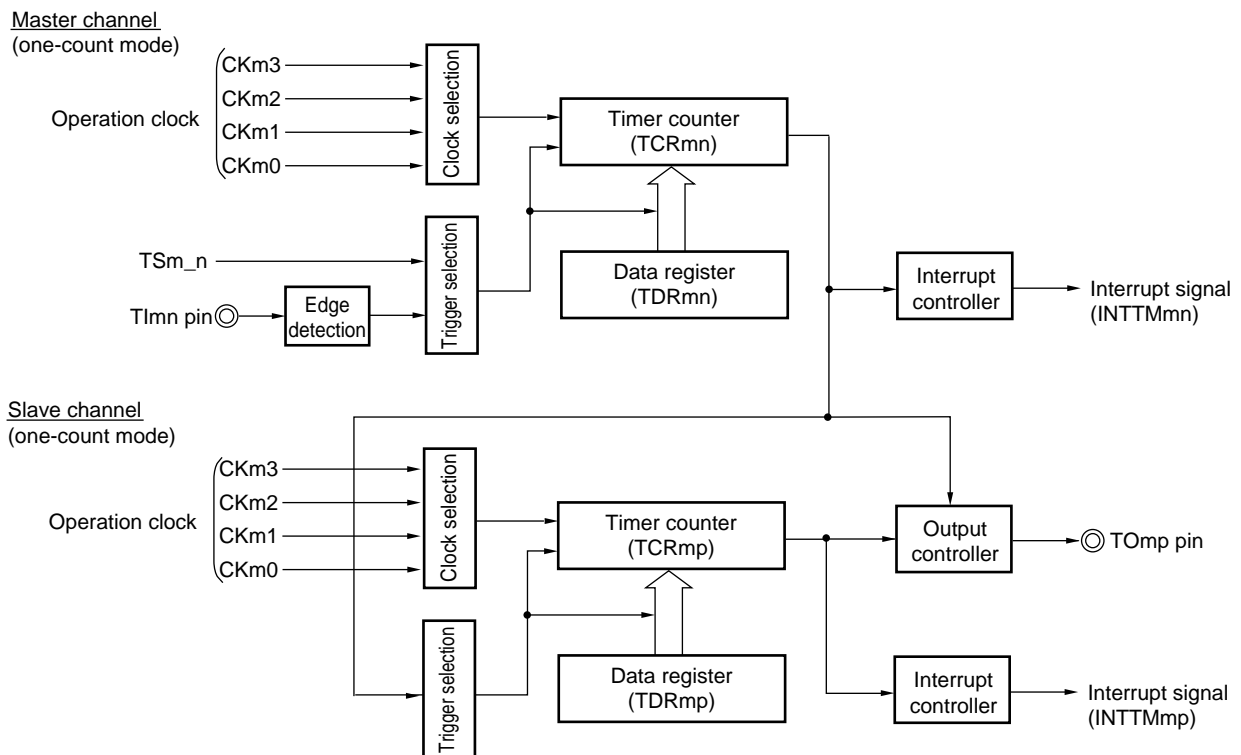 Master channel
(one-count mode)
CKm3
CKm2
Operation clock
CKm1
CKm0
Clock selection
Timer counter
(TCRmn)
TSm_n
TImn pin
Edge
detection
Trigger selection
Data register
(TDRmn)
Interrupt
controller
Interrupt signal
(INTTMmn)
Slave channel
(one-count mode)
CKm3
CKm2
Operation clock
CKm1
CKm0
Clock selection
Timer counter
(TCRmp)
Output
controller
TOmp pin
Trigger selection
Data register
(TDRmp)
Interrupt
controller
Interrupt signal
(INTTMmp)